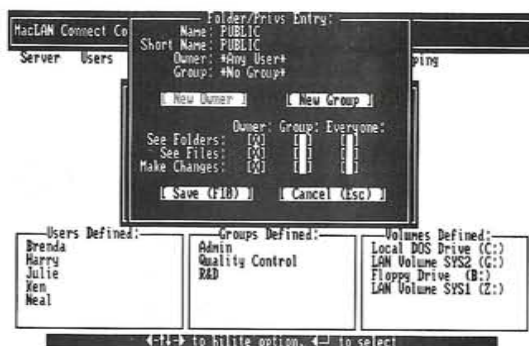 Folder/Privs Entry:
MacLAN Connect Co
Name: PUBLIC
Short Name: PUBLIC
Owner: *Any User*
Group: *No Group*
Server Users
ping
[ New Owner ] [ New Group ]
Owner: Group: Everyone:
See Folders: [X] [ ] [ ]
See Files: [X] [ ] [ ]
Make Changes: [X] [ ] [ ]
[ Save (F10) ] [ Cancel (Esc) ]
Users Defined:
Brenda
Harry
Julie
Ken
Neal
Groups Defined:
Admin
Quality Control
R&D
Volumes Defined:
Local DOS Drive (C:)
LAN Volume SYS2 (G:)
Floppy Drive (B:)
LAN Volume SYS1 (Z:)
◄-↑↓-► to hilite option, ◄┘ to select